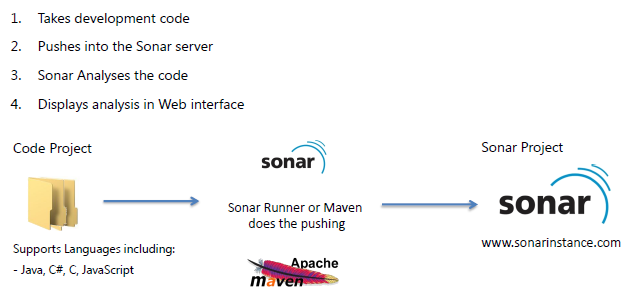 1. Takes development code
2. Pushes into the Sonar server
3. Sonar Analyses the code
4. Displays analysis in Web interface
Code Project
Sonar Project
sonar
sonar
Sonar Runner or Maven
does the pushing
www.sonarinstance.com
Supports Languages including:
- Java, C#, C, JavaScript
Apache
maven